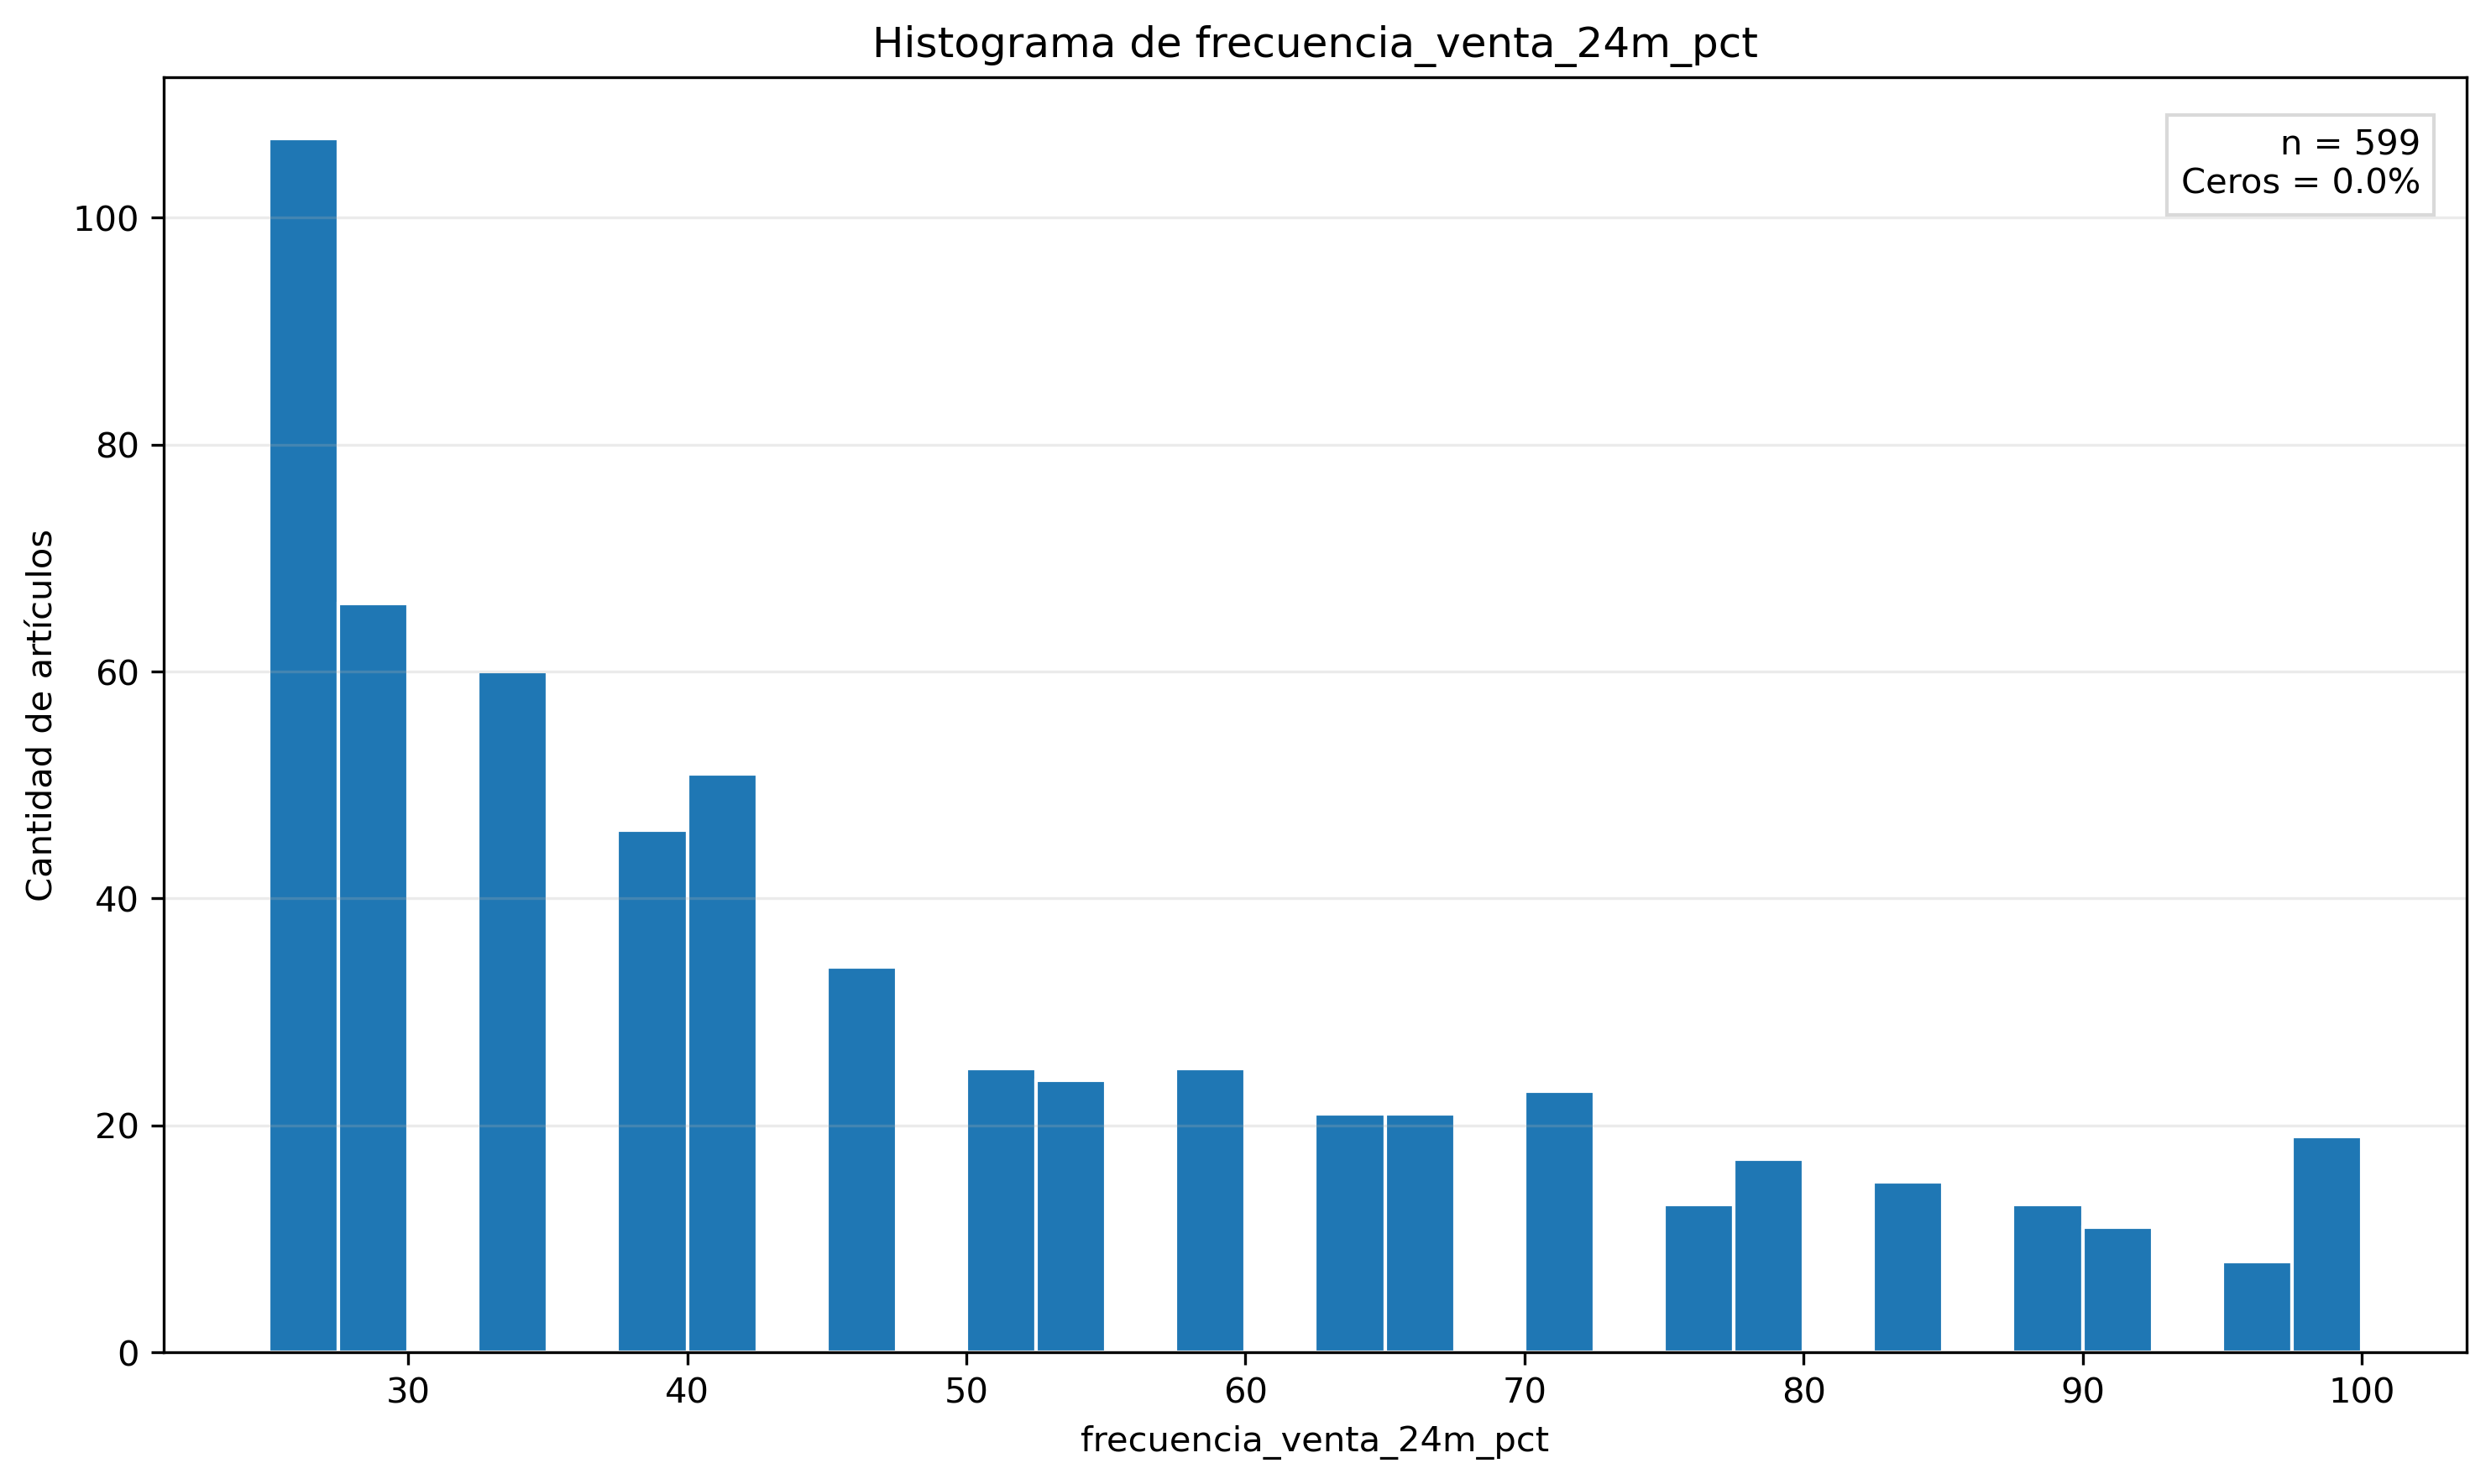 Histograma de frecuencia_venta_24m_pct
n = 599
Ceros = 0.0%
Cantidad de artículos
100
80
60
40
20
0
30 40 50 60 70 80 90 100
frecuencia_venta_24m_pct